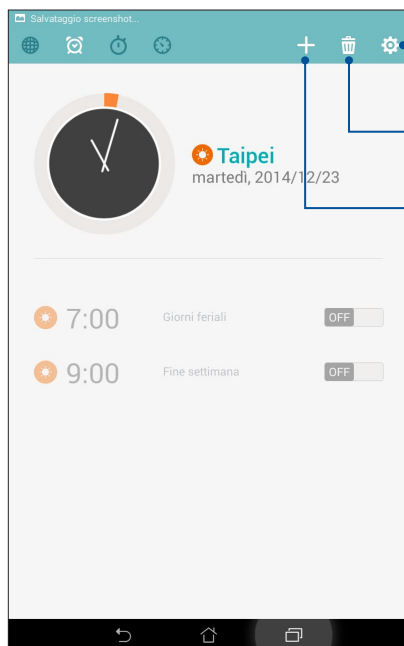 Salvataggio screenshot...
Taipei
martedì, 2014/12/23
7:00 Giorni feriali OFF
9:00 Fine settimana OFF